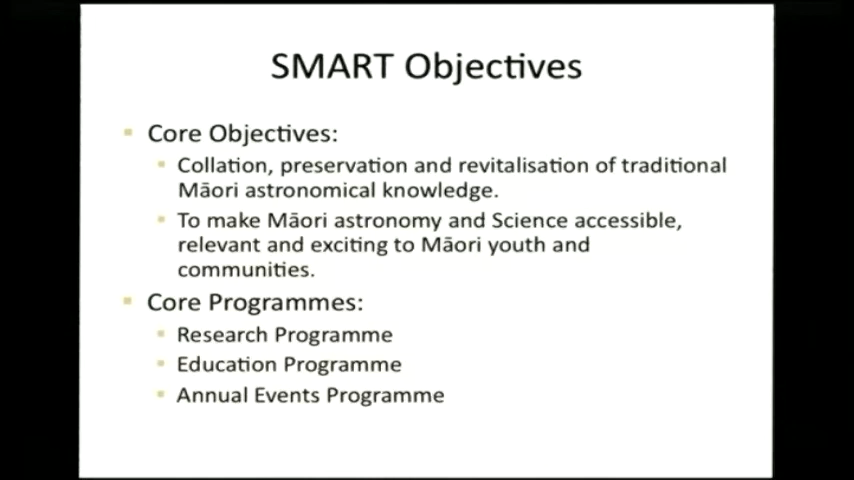 SMART Objectives
Core Objectives:
Collation, preservation and revitalisation of traditional
Māori astronomical knowledge.
To make Māori astronomy and Science accessible,
relevant and exciting to Māori youth and
communities.
Core Programmes:
Research Programme
Education Programme
Annual Events Programme